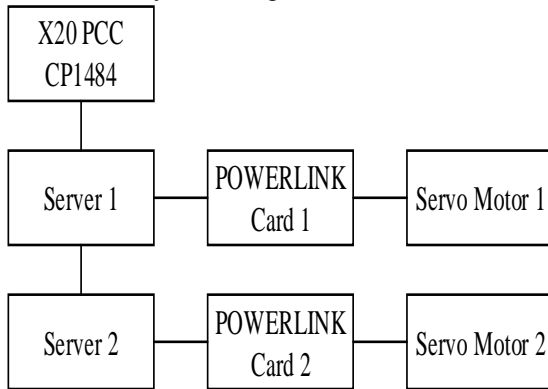 X20 PCC
CP1484
Server 1
POWERLINK
Card 1
Servo Motor 1
Server 2
POWERLINK
Card 2
Servo Motor 2